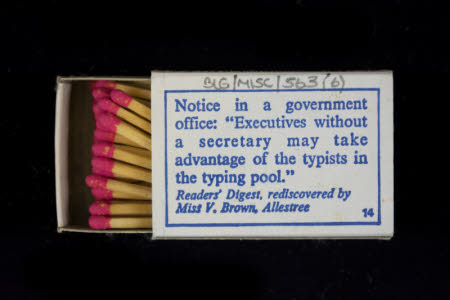 BLG/MISC/563(6)
Notice in a government
office: "Executives without
a secretary may take
advantage of the typists in
the typing pool."
Readers' Digest, rediscovered by
Miss V. Brown, Allestree
14